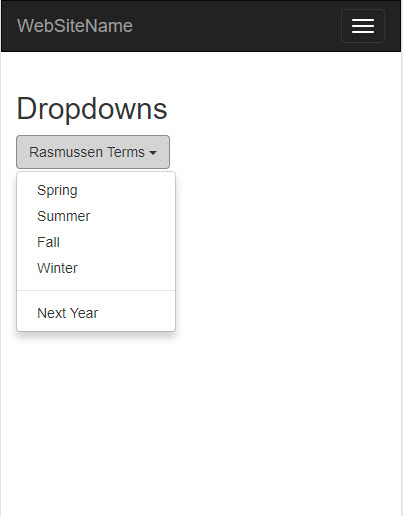 WebSiteName
Dropdowns
Rasmussen Terms
Spring
Summer
Fall
Winter
Next Year